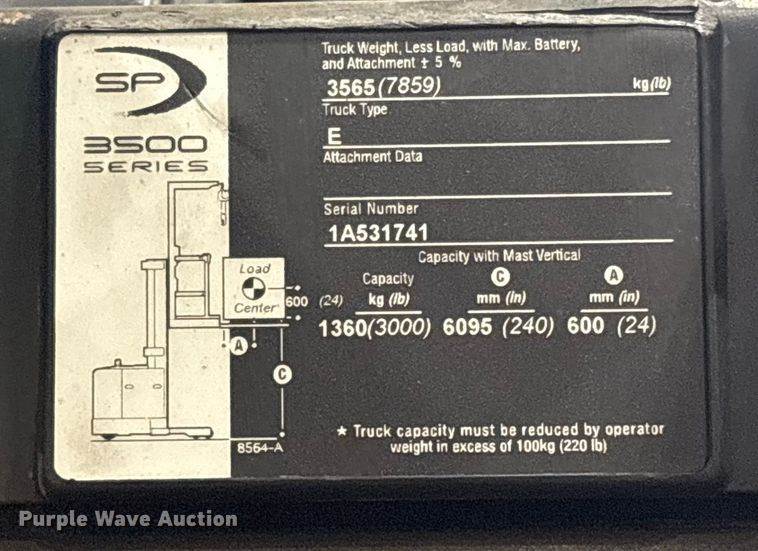 SP
3500
SERIES
Truck Weight, Less Load, with Max. Battery,
and Attachment ± 5 %
3565 (7859) kg (lb)
Truck Type
E
Attachment Data
Serial Number
1A531741
Capacity with Mast Vertical
Capacity C A
kg (lb) mm (in) mm (in)
1360(3000) 6095 (240) 600 (24)
Load
Center
600 (24)
A
C
8564-A
* Truck capacity must be reduced by operator
weight in excess of 100kg (220 lb)
Purple Wave Auction